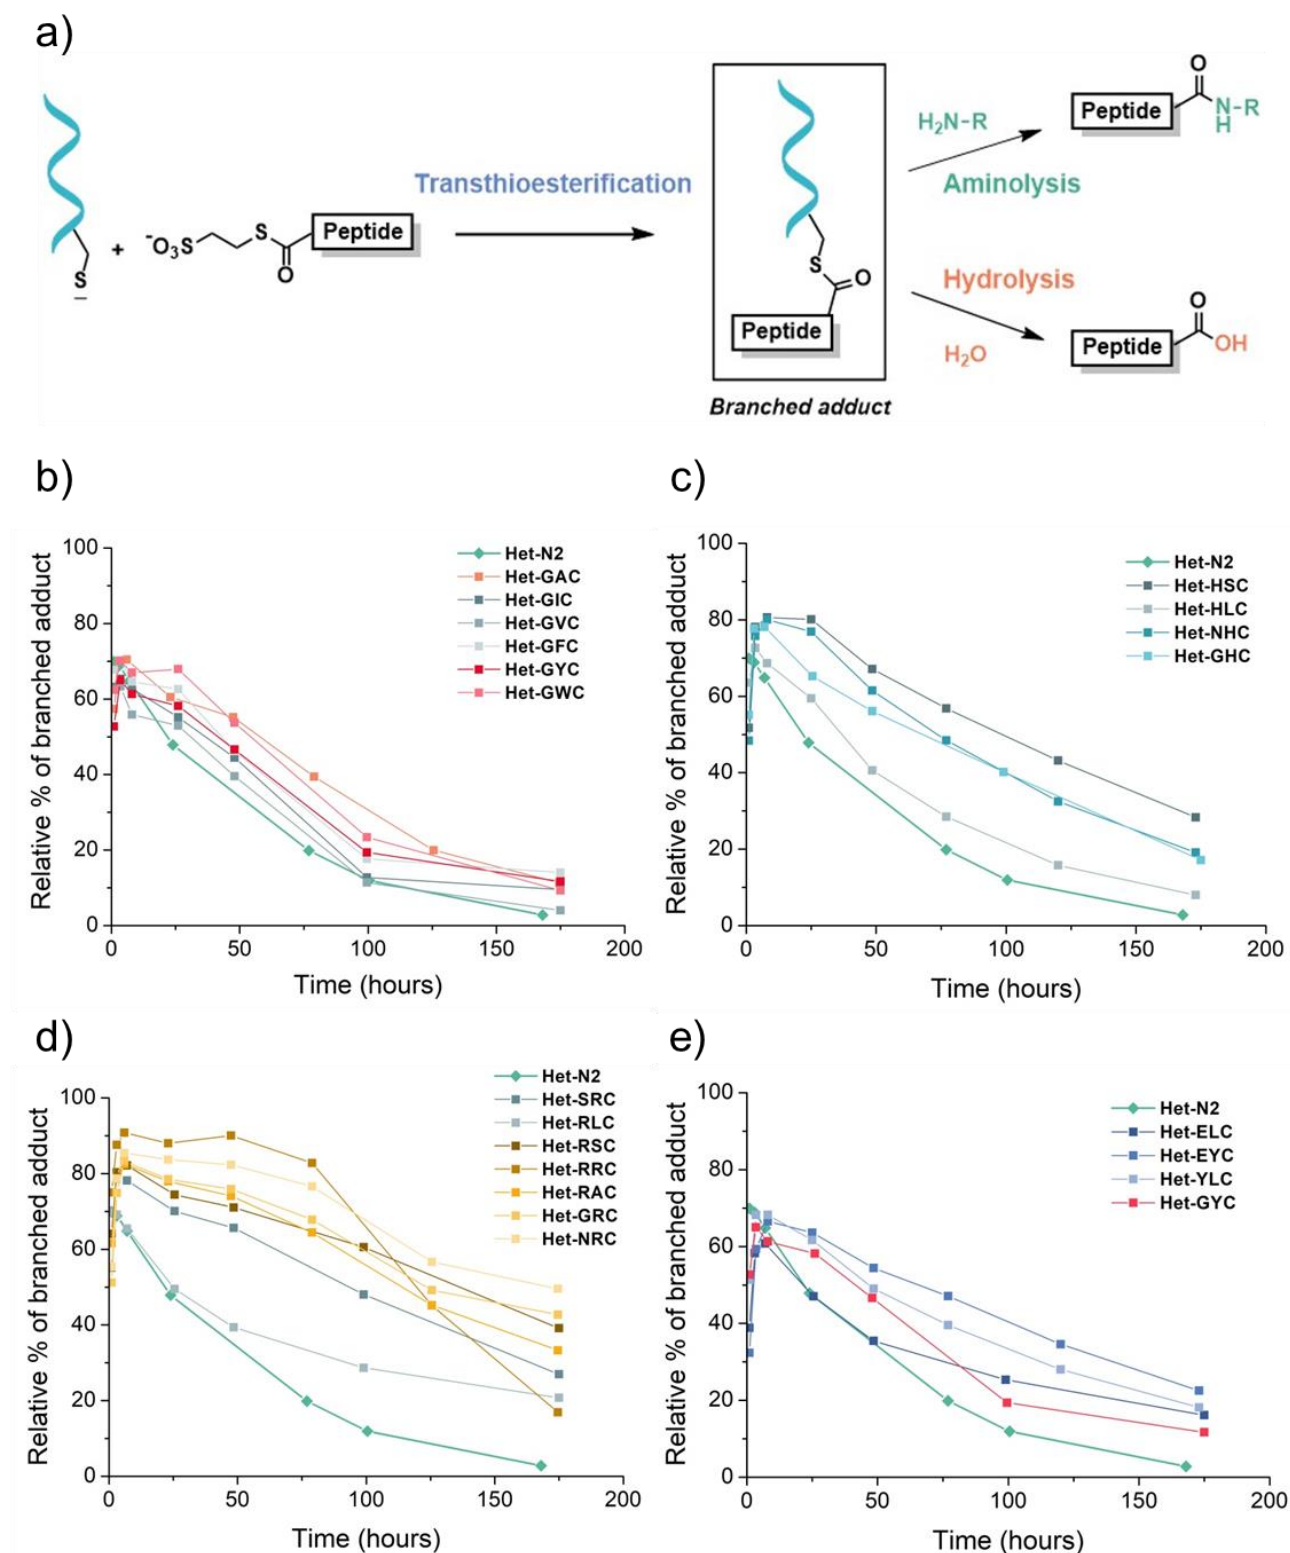 a)
H₂N-R
O
Peptide
N-R
H
Transthioesterification
Aminolysis
+
⁻O₃S
S
Peptide
O
S
–
S
O
Hydrolysis
Peptide
H₂O
O
Peptide
OH
Branched adduct
b)
Relative % of branched adduct
100
80
60
40
20
0
0 50 100 150 200
Time (hours)
Het-N2
Het-GAC
Het-GIC
Het-GVC
Het-GFC
Het-GYC
Het-GWC
c)
Relative % of branched adduct
100
80
60
40
20
0
0 50 100 150 200
Time (hours)
Het-N2
Het-HSC
Het-HLC
Het-NHC
Het-GHC
d)
Relative % of branched adduct
100
80
60
40
20
0
0 50 100 150 200
Time (hours)
Het-N2
Het-SRC
Het-RLC
Het-RSC
Het-RRC
Het-RAC
Het-GRC
Het-NRC
e)
Relative % of branched adduct
100
80
60
40
20
0
0 50 100 150 200
Time (hours)
Het-N2
Het-ELC
Het-EYC
Het-YLC
Het-GYC